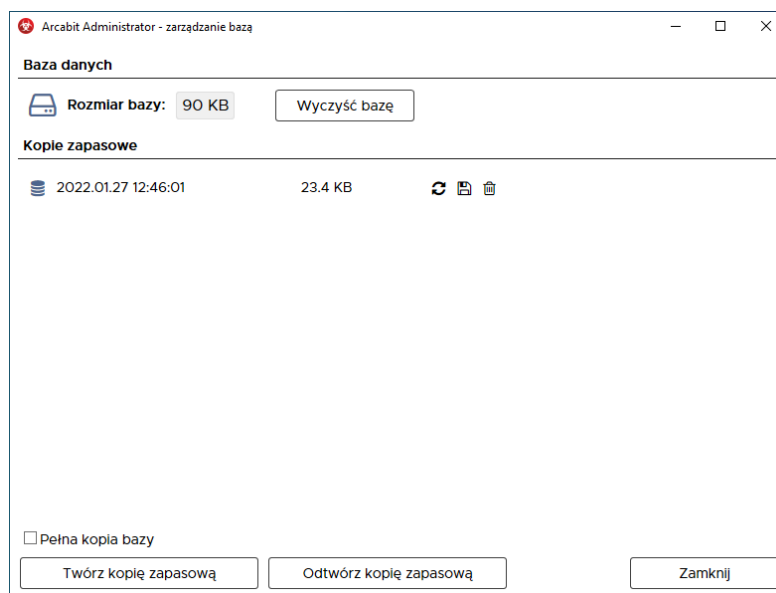 Arcabit Administrator - zarządzanie bazą
Baza danych
Rozmiar bazy: 90 KB Wyczyść bazę
Kopie zapasowe
2022.01.27 12:46:01 23.4 KB
Pełna kopia bazy
Twórz kopię zapasową Odtwórz kopię zapasową Zamknij